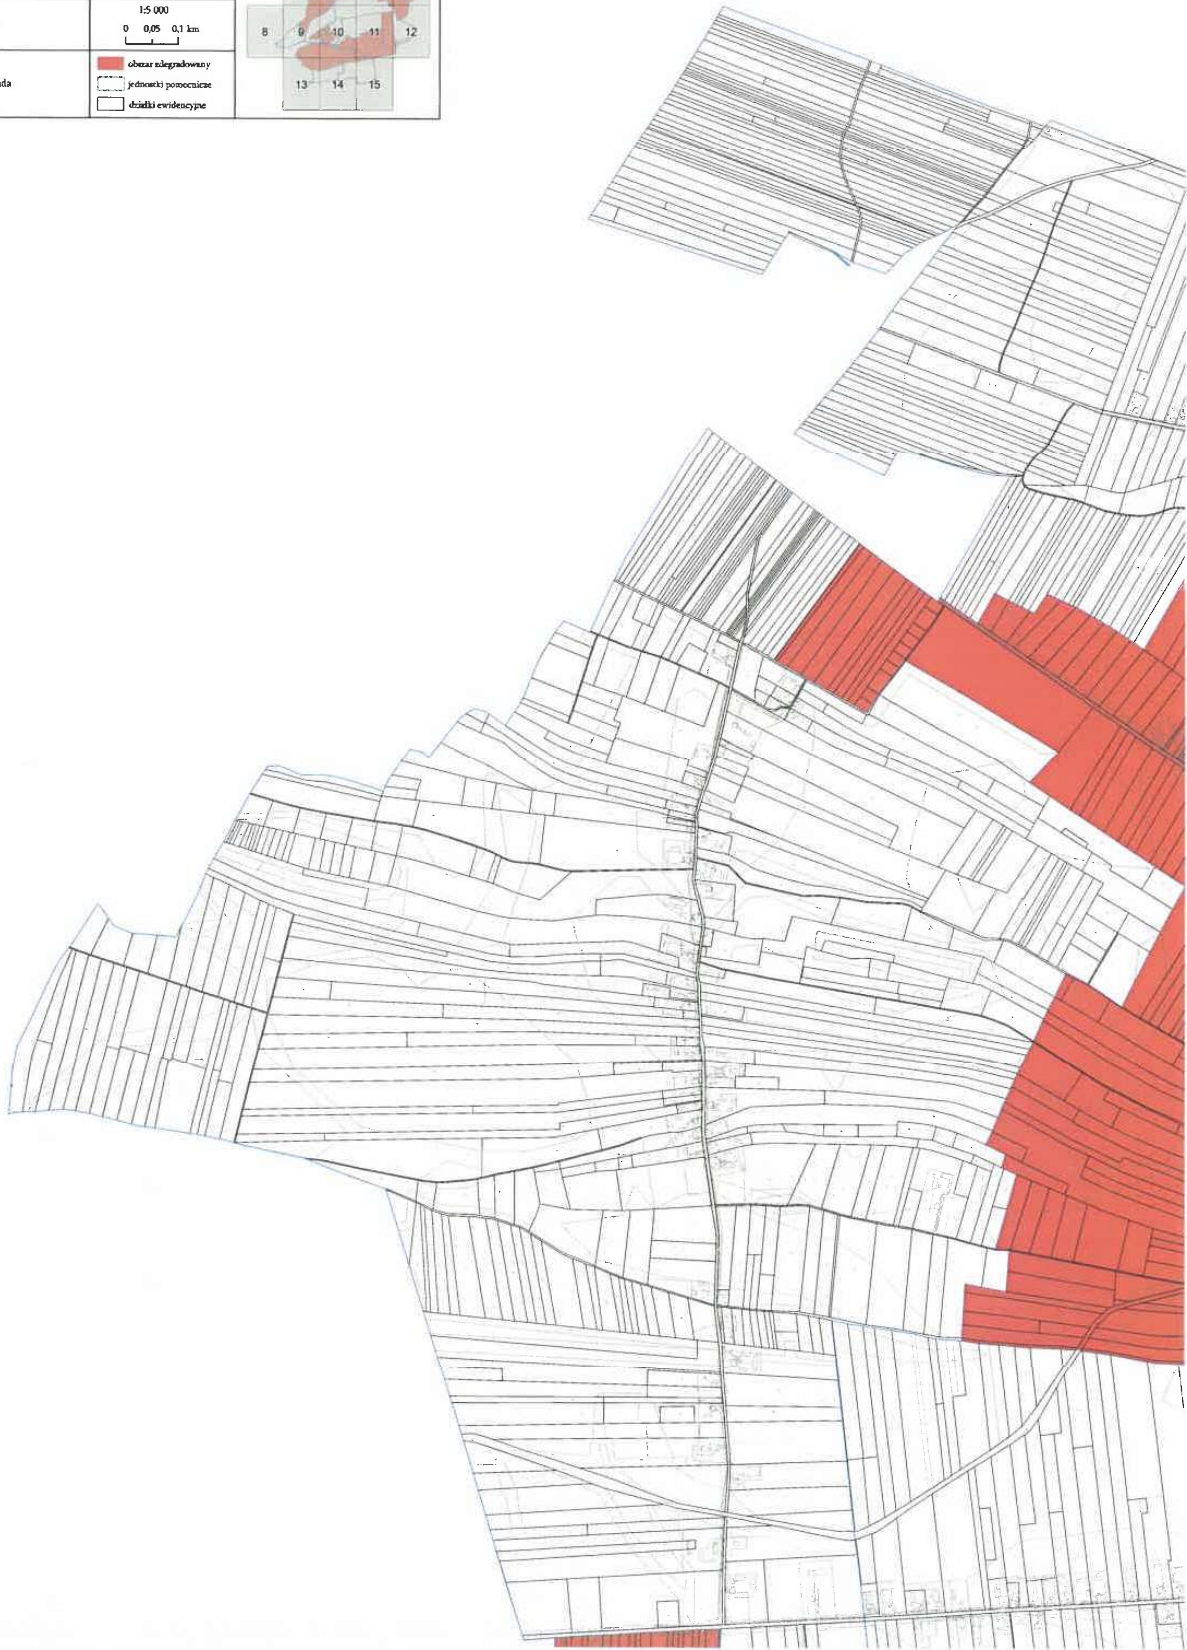 1:5 000
0 0,05 0,1 km
8 9 10 11 12
obszar zdegradowany
jednostki pomocnicze
13 14 15
działki ewidencyjne